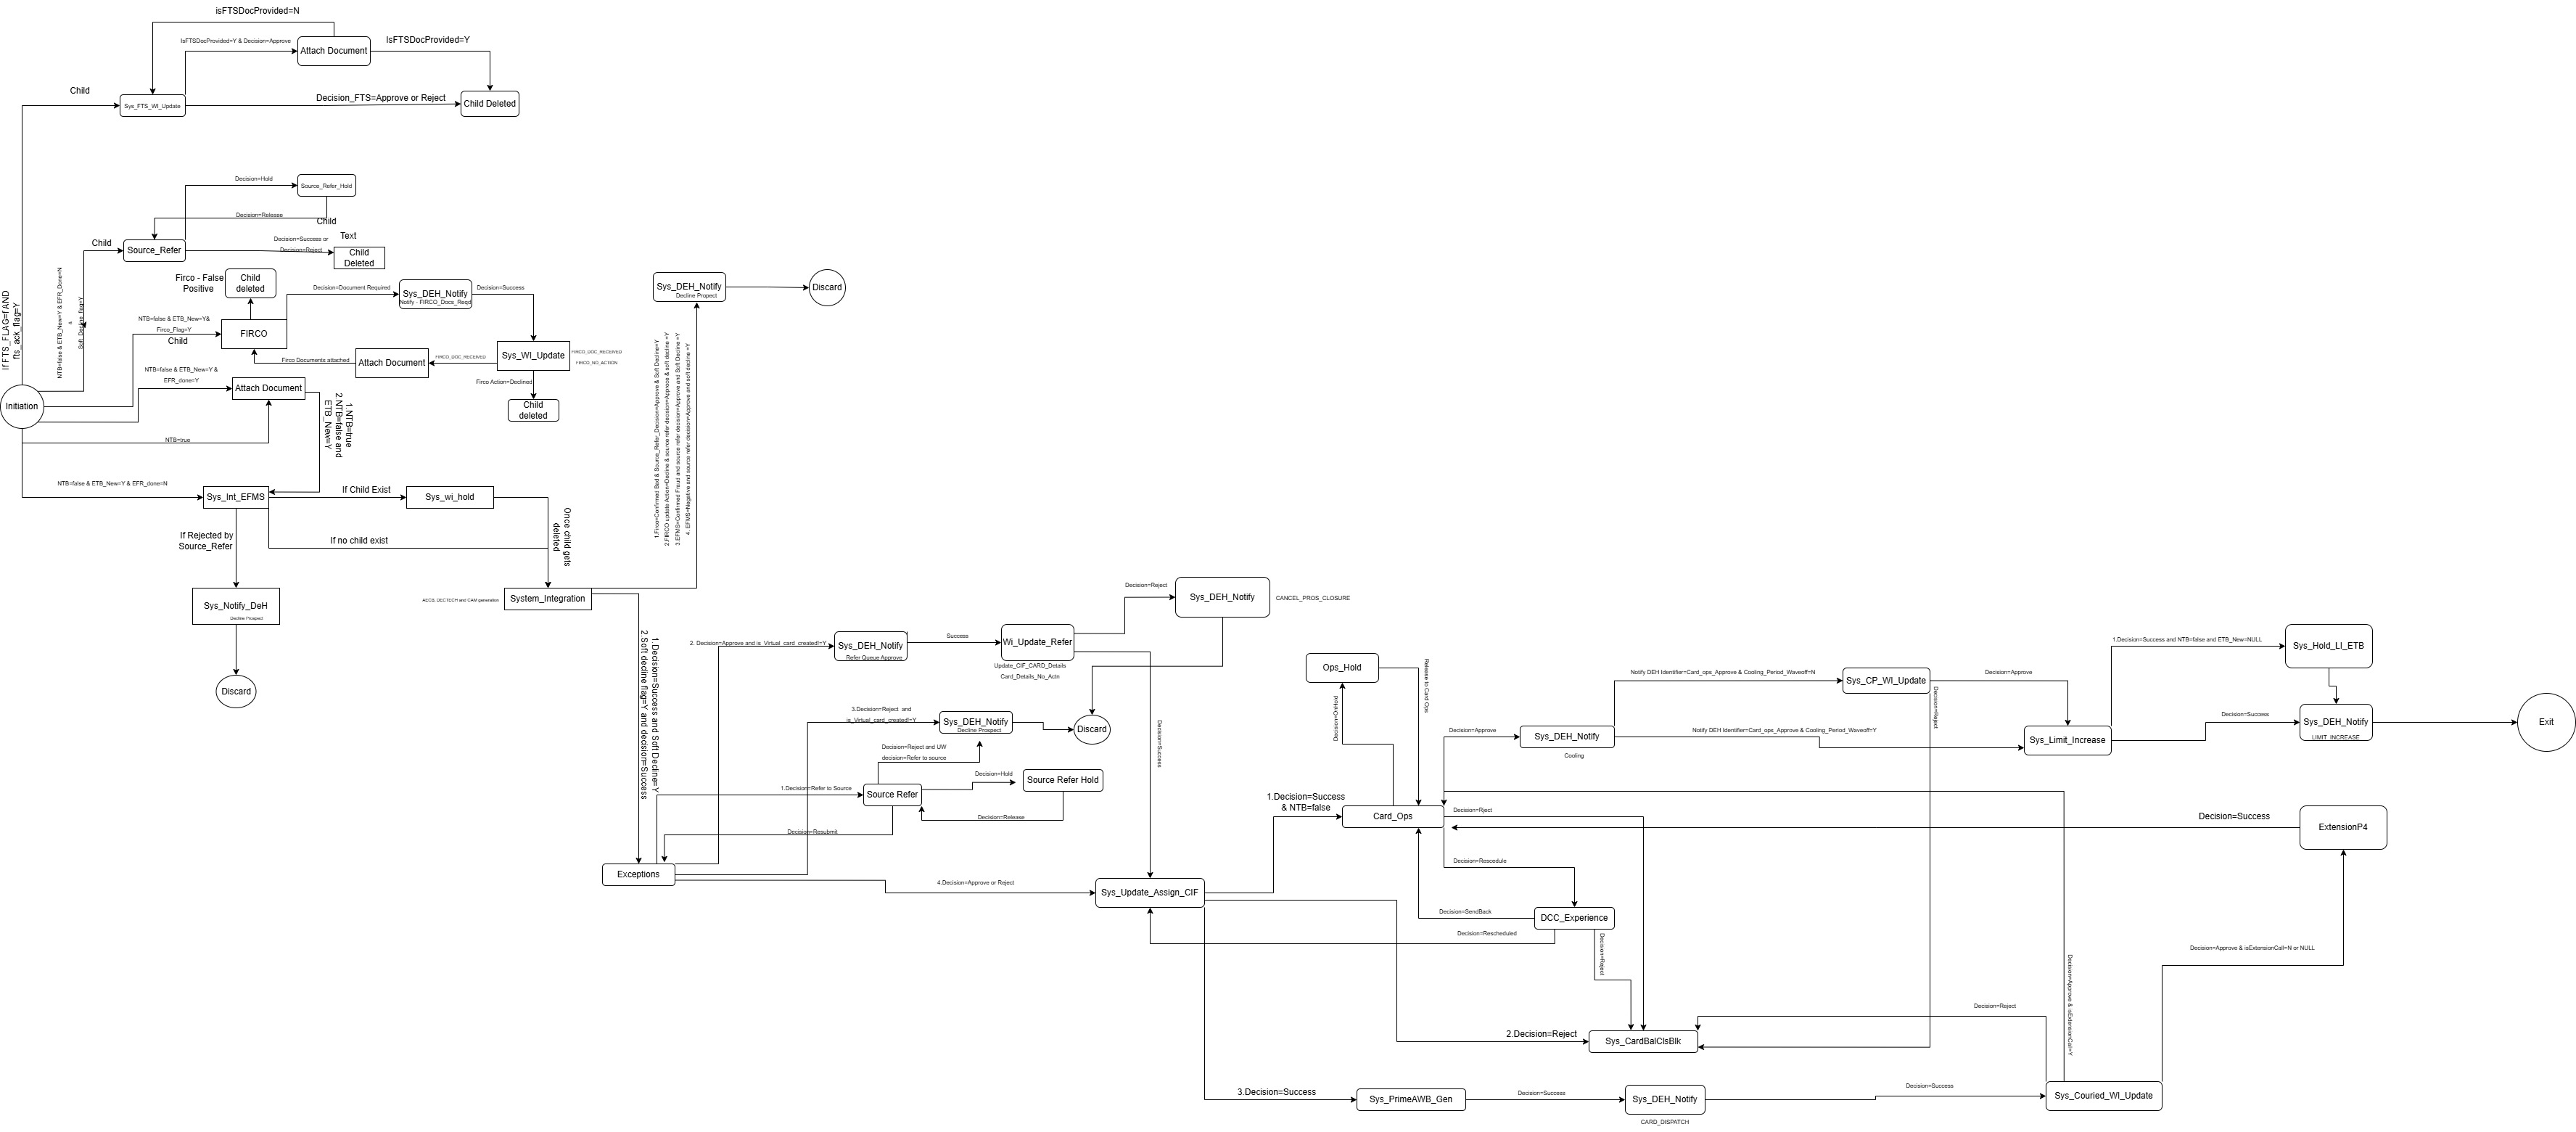 isFTSDocProvided=N
IsFTSDocProvided=Y & Decision=Approve
Attach Document
IsFTSDocProvided=Y
Child
Sys_FTS_WI_Update
Decision_FTS=Approve or Reject
Child Deleted
If FTS_FLAG=f AND
fts_ack_flag=Y
Decision=Hold
Source_Refer_Hold
Decision=Release
Child
Child
Source_Refer
Decision=Success or
Decision=Reject
Text
Child
Deleted
NTB=false & ETB_New=Y & EFR_Done=N
&
Soft_Decline_flag=Y
Firco - False
Positive
Child
deleted
Decision=Document Required
Sys_DEH_Notify
Notify - FIRCO_Docs_Reqd
Decision=Success
NTB=false & ETB_New=Y&
Firco_Flag=Y
Child
FIRCO
Firco Documents attached
Attach Document
FIRCO_DOC_RECEIVED
Sys_WI_Update
FIRCO_DOC_RECEIVED
FIRCO_NO_ACTION
Firco Action=Declined
Child
deleted
NTB=false & ETB_New=Y &
EFR_done=Y
Attach Document
Initiation
NTB=true
1.NTB=true
2.NTB=false and
ETB_New=Y
NTB=false & ETB_New=Y & EFR_done=N
Sys_Int_EFMS
If Child Exist
Sys_wi_hold
Once child gets
deleted
If Rejected by
Source_Refer
If no child exist
Sys_Notify_DeH
Decline Prospect
Discard
System_Integration
Sys_DEH_Notify
Decline Propect
Discard
1.Firco=Confirmed Bad & Source_Refer_Decision=Approve & Soft Decline=Y
2.FIRCO update Action=Decline & source refer decision=Approve & soft decline =Y
3.EFMS=Confirmed Fraud and source refer decision=Approve and Soft Decline =Y
4. EFMS=Negative and source refer decision=Approve and soft decline =Y
1.Decision=Success and Soft Decline=Y
2.Soft decline flag=Y and decision=Success
2. Decision=Approve and is_Virtual_card_created!=Y
Sys_DEH_Notify
Refer Queue Approve
Success
Wi_Update_Refer
Update_CIF_CARD_Details
Card_Details_No_Actn
Decision=Reject
Sys_DEH_Notify
CANCEL_PROS_CLOSURE
3.Decision=Reject and
is_Virtual_card_created!=Y
Sys_DEH_Notify
Decline Prospect
Discard
Decision=Reject and UW
decision=Refer to source
1.Decision=Refer to Source
Source Refer
Decision=Hold
Source Refer Hold
Decision=Release
Decision=Resubmit
Exceptions
4.Decision=Approve or Reject
Decision=Success
Sys_Update_Assign_CIF
Ops_Hold
Decision=OnHold
Release to Card Ops
1.Decision=Success
& NTB=false
Card_Ops
Decision=Approve
Sys_DEH_Notify
Cooling
Notify DEH Identifier=Card_ops_Approve & Cooling_Period_Waveoff=N
Sys_CP_WI_Update
Decision=Approve
Notify DEH Identifier=Card_ops_Approve & Cooling_Period_Waveoff=Y
Decision=Reject
Sys_Limit_Increase
1.Decision=Success and NTB=false and ETB_New=NULL
Sys_Hold_LI_ETB
Decision=Success
Sys_DEH_Notify
LIMIT_INCREASE
Exit
Decision=Rject
Decision=Success
ExtensionP4
Decision=Rescedule
Decision=SendBack
DCC_Experience
Decision=Rescheduled
Decision=Reject
Decision=Approve & isExtensionCall=N or NULL
Decision=Approve & isExtensionCall=Y
Decision=Reject
2.Decision=Reject
Sys_CardBalClsBlk
3.Decision=Success
Sys_PrimeAWB_Gen
Decision=Success
Sys_DEH_Notify
CARD_DISPATCH
Decision=Success
Sys_Couried_WI_Update